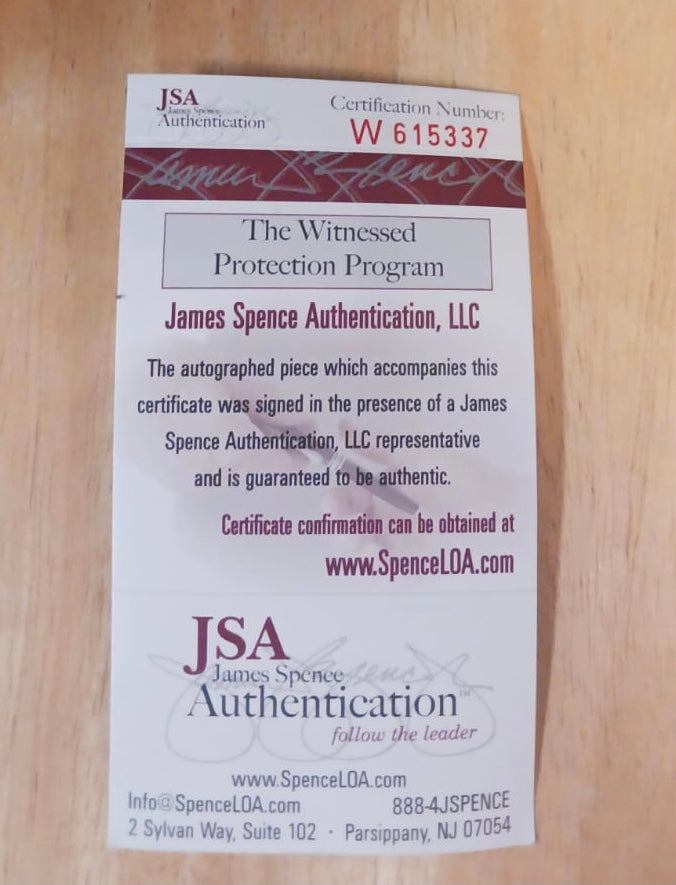 JSA
James Spence
Authentication
Certification Number:
W 615337
James Spence
The Witnessed
Protection Program
James Spence Authentication, LLC
The autographed piece which accompanies this
certificate was signed in the presence of a James
Spence Authentication, LLC representative
and is guaranteed to be authentic.
Certificate confirmation can be obtained at
www.SpenceLOA.com
JSA
James Spence
Authentication™
follow the leader
www.SpenceLOA.com
Info@SpenceLOA.com 888-4JSPENCE
2 Sylvan Way, Suite 102 · Parsippany, NJ 07054